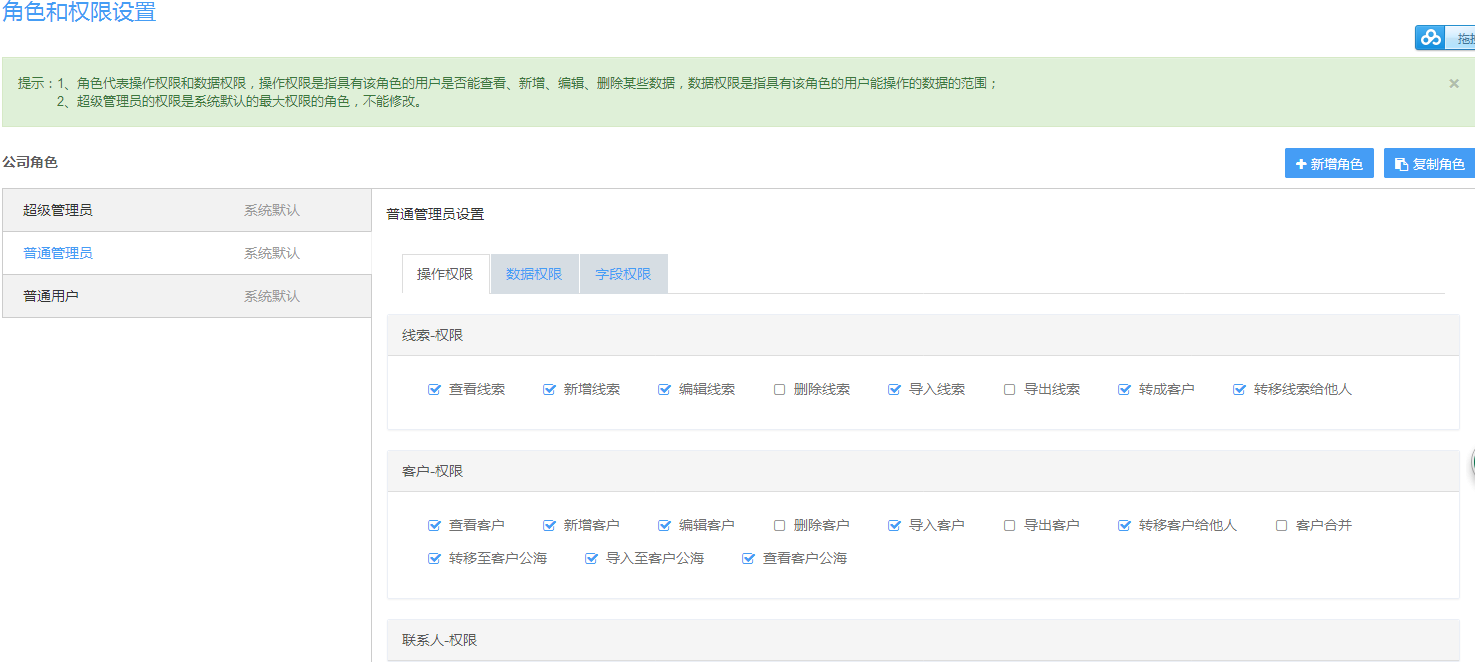 角色和权限设置
拖拽
提示：1、角色代表操作权限和数据权限，操作权限是指具有该角色的用户是否能查看、新增、编辑、删除某些数据，数据权限是指具有该角色的用户能操作的数据的范围；
2、超级管理员的权限是系统默认的最大权限的角色，不能修改。
公司角色
新增角色 复制角色
超级管理员 系统默认
普通管理员 系统默认
普通用户 系统默认
普通管理员设置
操作权限 数据权限 字段权限
线索-权限
查看线索 新增线索 编辑线索 删除线索 导入线索 导出线索 转成客户 转移线索给他人
客户-权限
查看客户 新增客户 编辑客户 删除客户 导入客户 导出客户 转移客户给他人 客户合并
转移至客户公海 导入至客户公海 查看客户公海
联系人-权限